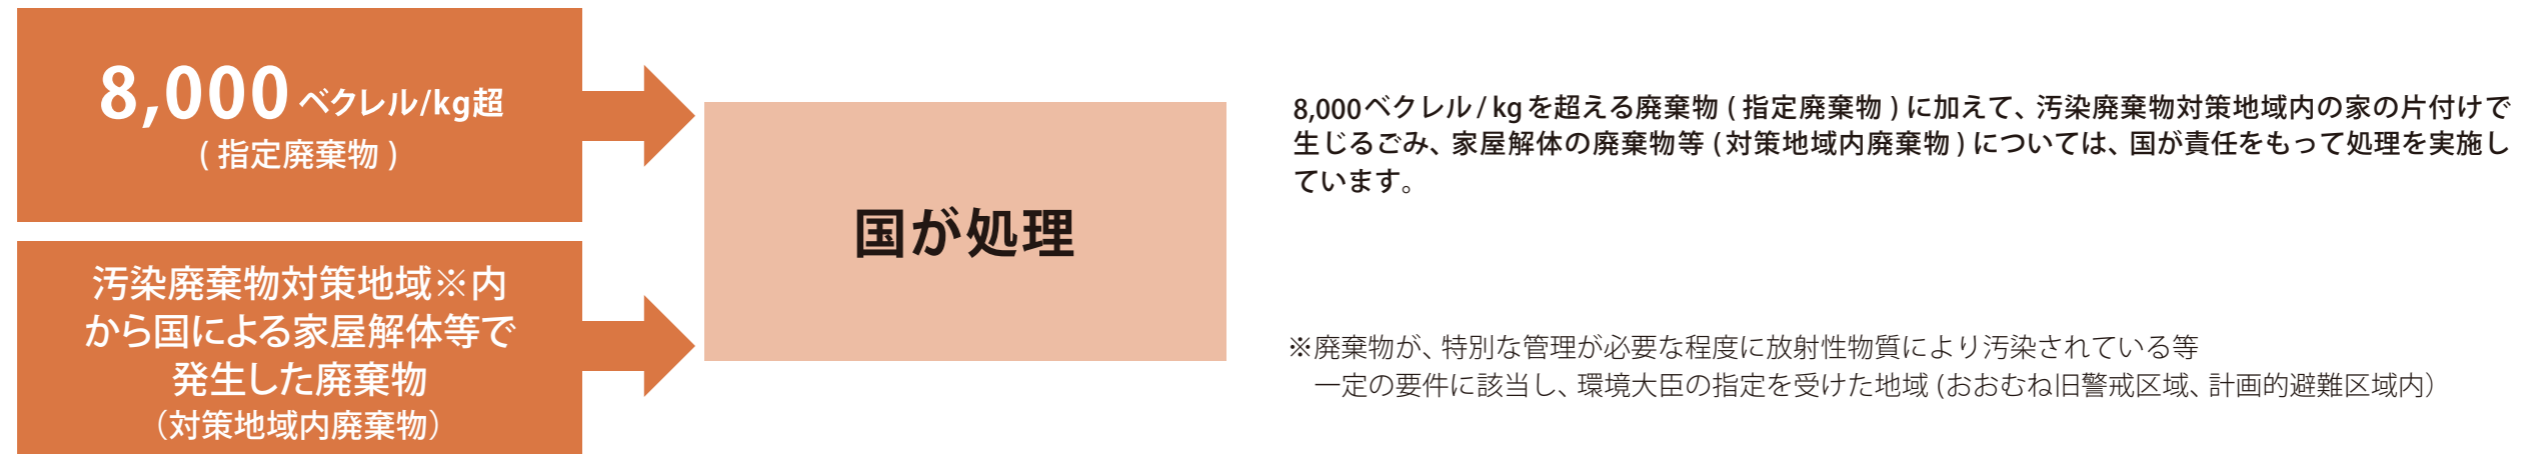 8,000 ベクレル/kg超
( 指定廃棄物 )
汚染廃棄物対策地域※内
から国による家屋解体等で
発生した廃棄物
（対策地域内廃棄物）
国が処理
8,000ベクレル / kg を超える廃棄物 ( 指定廃棄物 ) に加えて、汚染廃棄物対策地域内の家の片付けで
生じるごみ、家屋解体の廃棄物等 ( 対策地域内廃棄物 ) については、国が責任をもって処理を実施し
ています。
※廃棄物が、特別な管理が必要な程度に放射性物質により汚染されている等
一定の要件に該当し、環境大臣の指定を受けた地域 (おおむね旧警戒区域、計画的避難区域内）